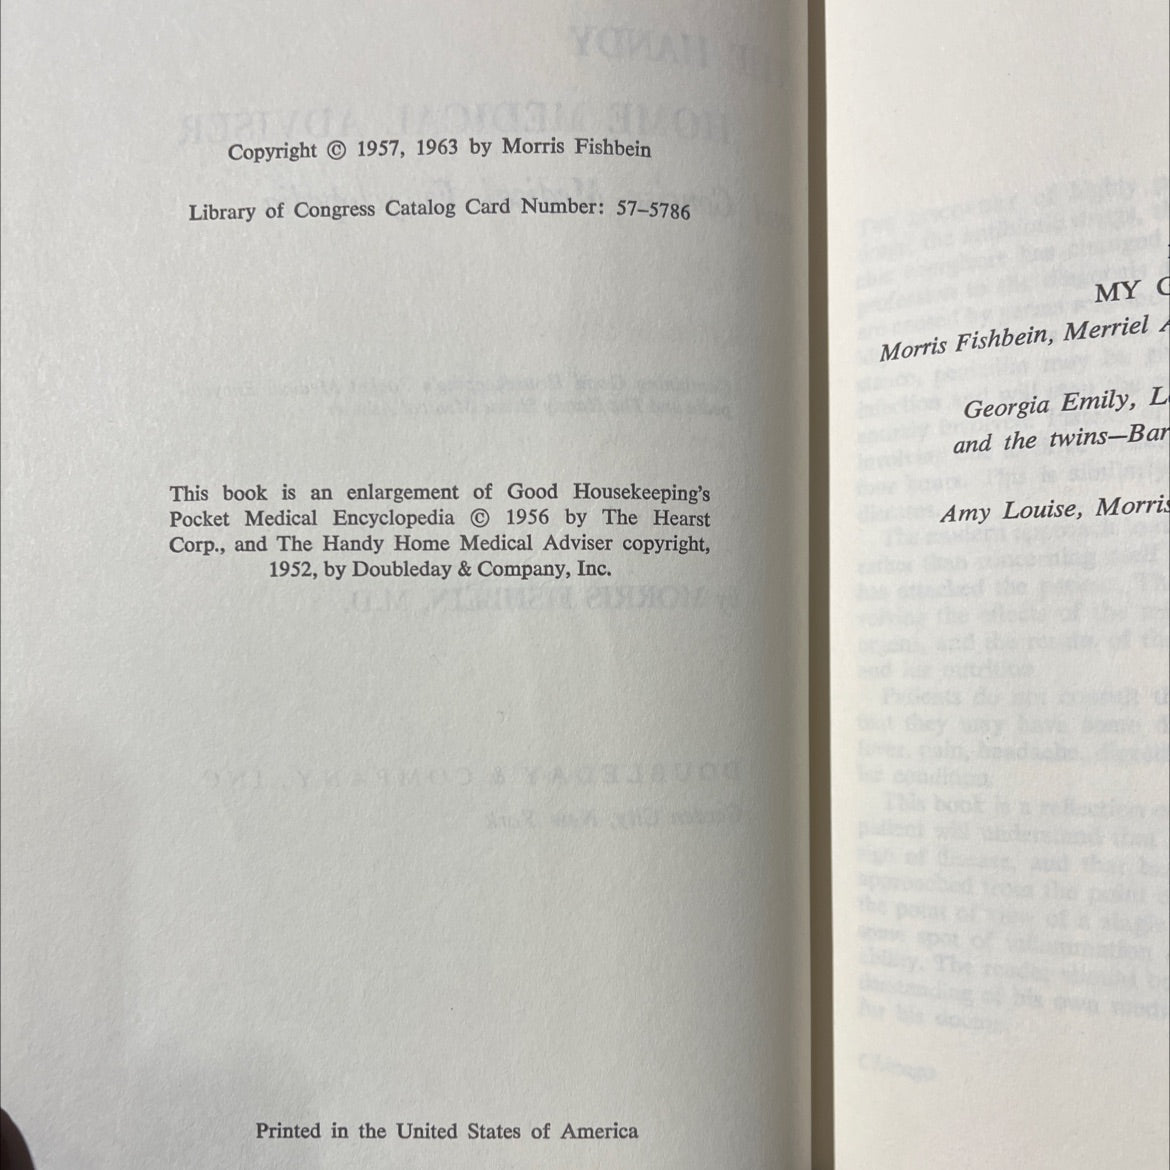 Copyright © 1957, 1963 by Morris Fishbein
Library of Congress Catalog Card Number: 57–5786
This book is an enlargement of Good Housekeeping's
Pocket Medical Encyclopedia © 1956 by The Hearst
Corp., and The Handy Home Medical Adviser copyright,
1952, by Doubleday & Company, Inc.
Printed in the United States of America
MY
Morris Fishbein, Merriel
Georgia Emily,
and the twins—Bar
Amy Louise, Morris